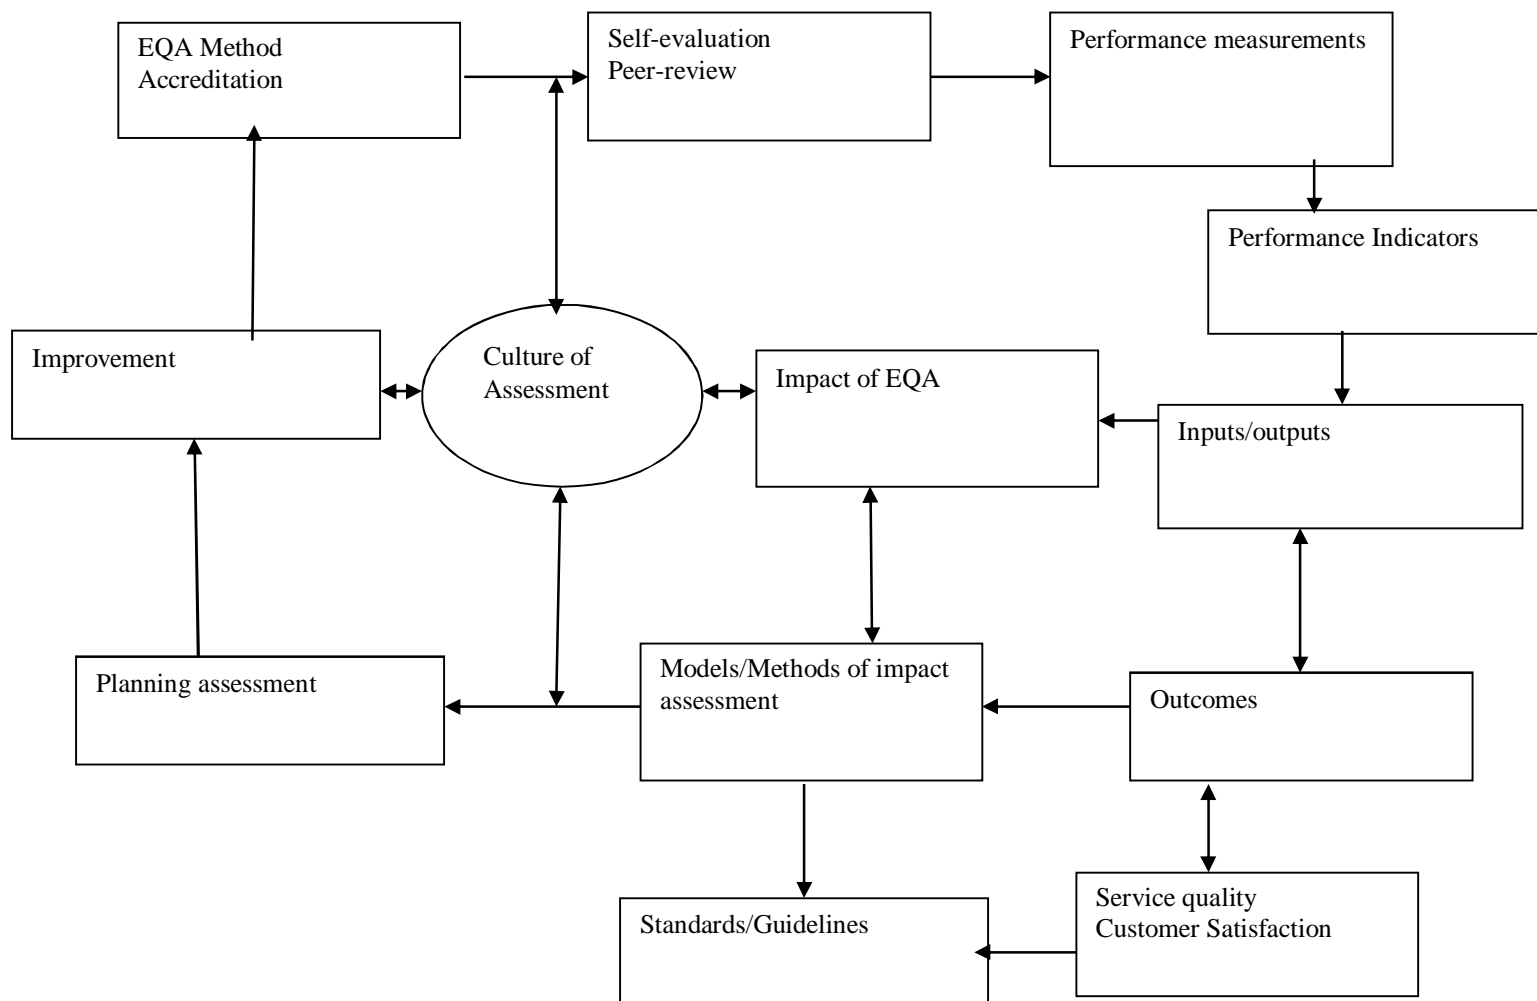 EQA Method
Accreditation
Self-evaluation
Peer-review
Performance measurements
Performance Indicators
Improvement
Culture of
Assessment
Impact of EQA
Inputs/outputs
Planning assessment
Models/Methods of impact
assessment
Outcomes
Standards/Guidelines
Service quality
Customer Satisfaction